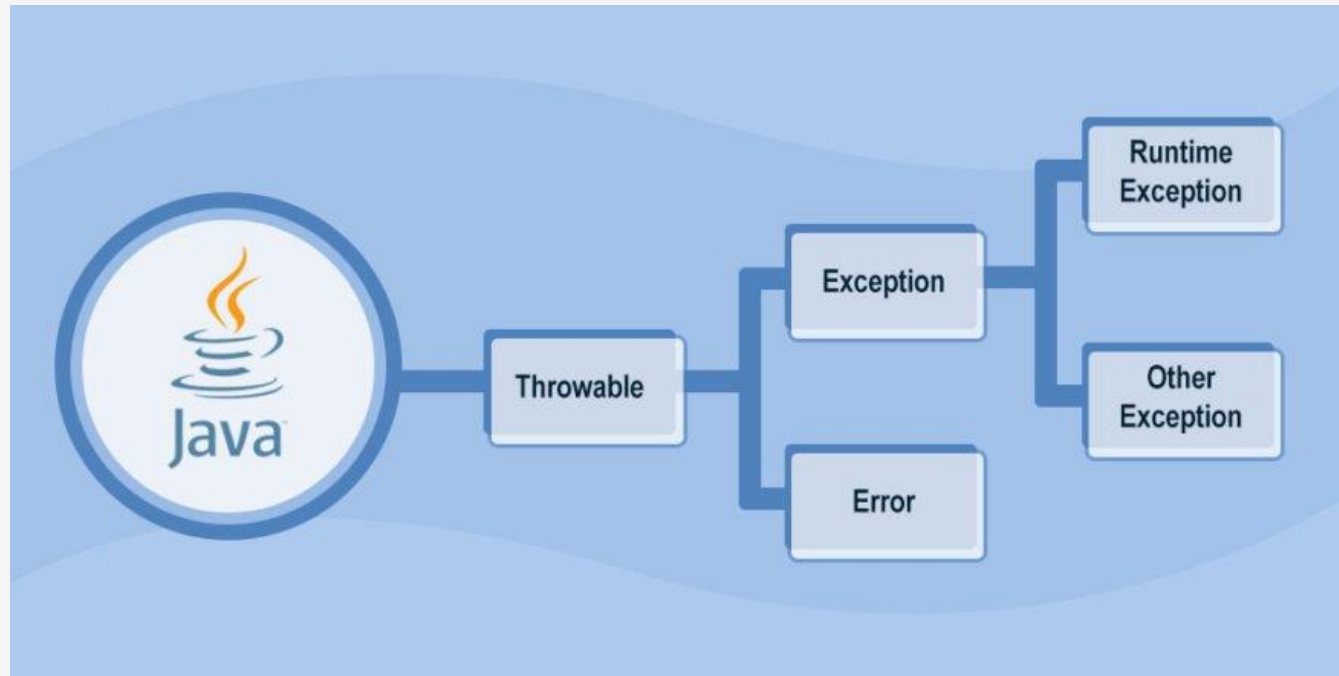 Java
Throwable
Exception
Error
Runtime
Exception
Other
Exception